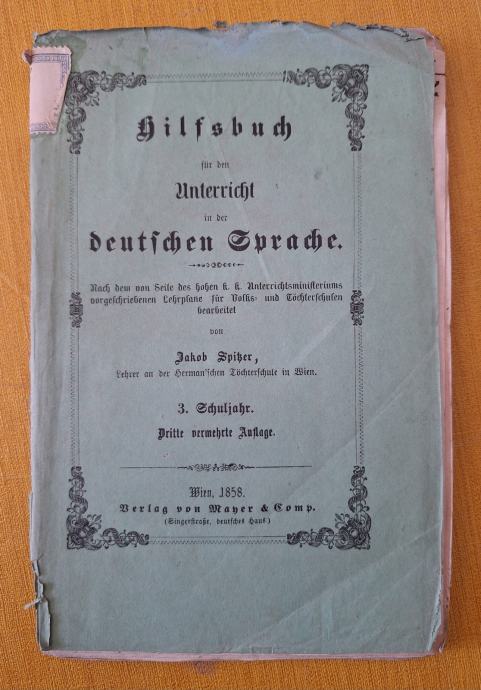 Hilfsbuch
für den
Unterricht
in der
deutschen Sprache.
Nach dem von Seite des hohen k. k. Unterrichtsministeriums
vorgeschriebenen Lehrplane für Volks- und Töchterschulen
bearbeitet
von
Jakob Spitzer,
Lehrer an der Herman'schen Töchterschule in Wien.
3. Schuljahr.
Dritte vermehrte Auflage.
Wien, 1858.
Verlag von Mayer & Comp.
(Singerstraße, deutsches Haus)